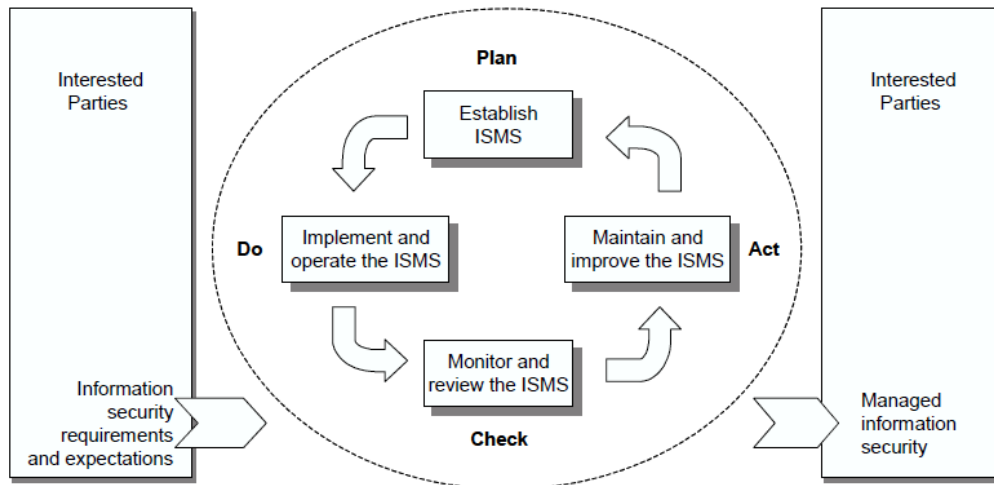 Interested
Parties
Information
security
requirements
and expectations
Plan
Establish
ISMS
Do
Implement and
operate the ISMS
Maintain and
improve the ISMS
Act
Monitor and
review the ISMS
Check
Interested
Parties
Managed
information
security